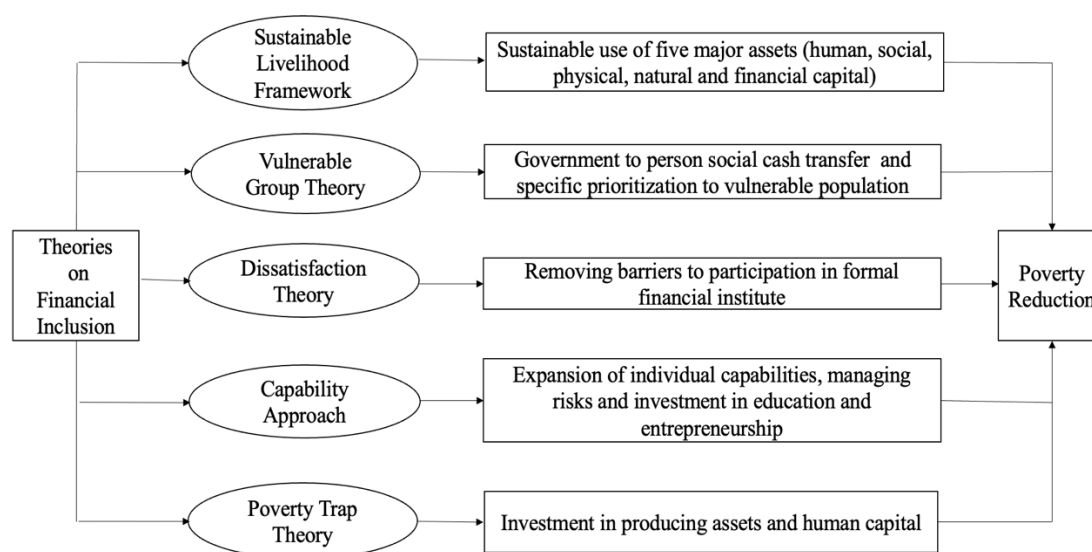 Theories
on
Financial
Inclusion
Sustainable
Livelihood
Framework
Sustainable use of five major assets (human, social,
physical, natural and financial capital)
Vulnerable
Group Theory
Government to person social cash transfer and
specific prioritization to vulnerable population
Dissatisfaction
Theory
Removing barriers to participation in formal
financial institute
Capability
Approach
Expansion of individual capabilities, managing
risks and investment in education and
entrepreneurship
Poverty Trap
Theory
Investment in producing assets and human capital
Poverty
Reduction